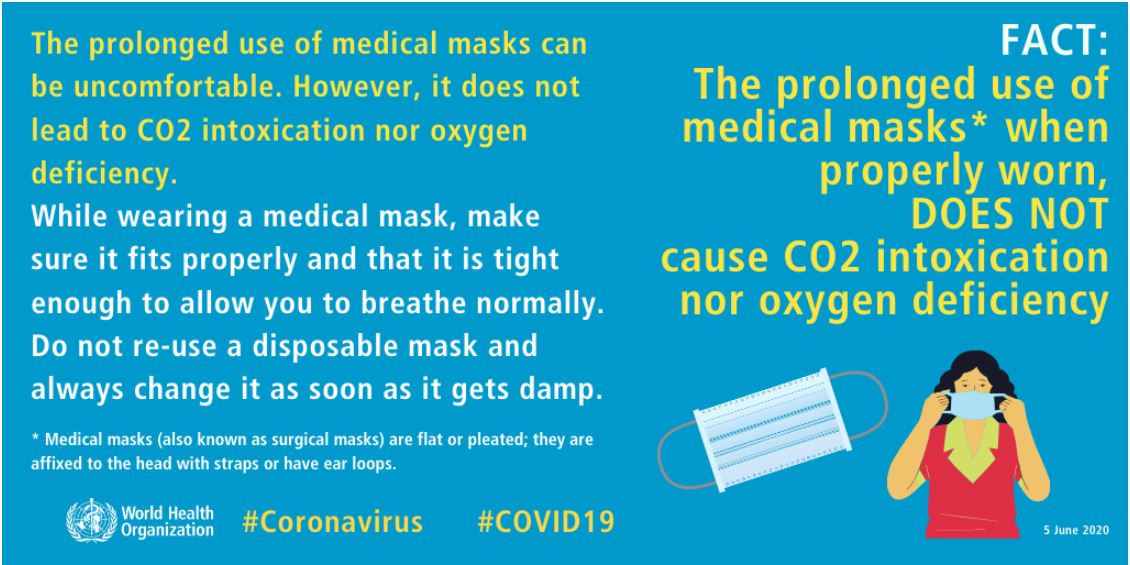 The prolonged use of medical masks can
be uncomfortable. However, it does not
lead to CO2 intoxication nor oxygen
deficiency.
While wearing a medical mask, make
sure it fits properly and that it is tight
enough to allow you to breathe normally.
Do not re-use a disposable mask and
always change it as soon as it gets damp.
* Medical masks (also known as surgical masks) are flat or pleated; they are
affixed to the head with straps or have ear loops.
World Health
Organization
#Coronavirus
#COVID19
FACT:
The prolonged use of
medical masks* when
properly worn,
DOES NOT
cause CO2 intoxication
nor oxygen deficiency
5 June 2020